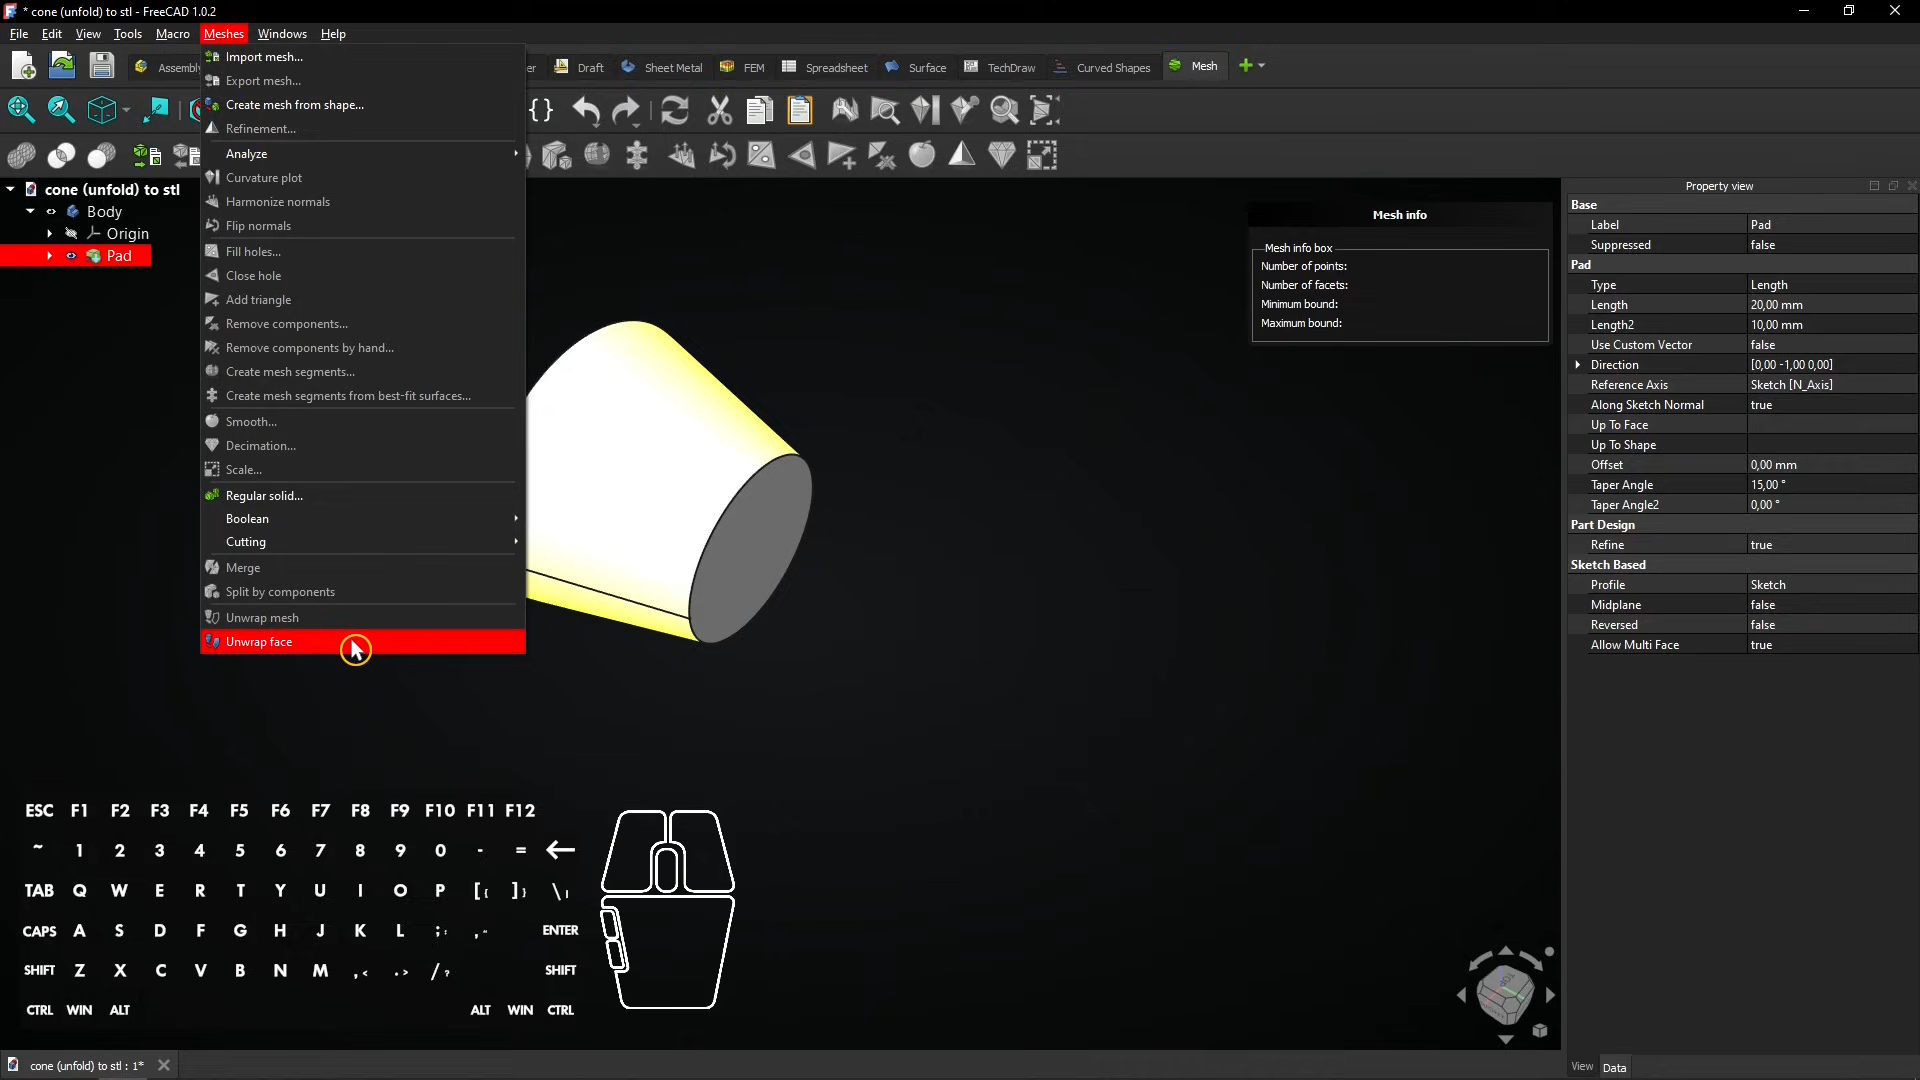 * cone (unfold) to stl - FreeCAD 1.0.2
File Edit View Tools Macro Meshes Windows Help
Assembly
Draft Sheet Metal FEM Spreadsheet Surface TechDraw Curved Shapes Mesh
Import mesh...
Export mesh...
Create mesh from shape...
Refinement...
Analyze
Curvature plot
Harmonize normals
Flip normals
Fill holes...
Close hole
Add triangle
Remove components...
Remove components by hand...
Create mesh segments...
Create mesh segments from best-fit surfaces...
Smooth...
Decimation...
Scale...
Regular solid...
Boolean
Cutting
Merge
Split by components
Unwrap mesh
Unwrap face
cone (unfold) to stl
Body
Origin
Pad
Mesh info
Mesh info box
Number of points:
Number of facets:
Minimum bound:
Maximum bound:
Property view
Base
Label Pad
Suppressed false
Pad
Type Length
Length 20,00 mm
Length2 10,00 mm
Use Custom Vector false
Direction [0,00 -1,00 0,00]
Reference Axis Sketch [N_Axis]
Along Sketch Normal true
Up To Face
Up To Shape
Offset 0,00 mm
Taper Angle 15,00 °
Taper Angle2 0,00 °
Part Design
Refine true
Sketch Based
Profile Sketch
Midplane false
Reversed false
Allow Multi Face true
ESC F1 F2 F3 F4 F5 F6 F7 F8 F9 F10 F11 F12
~ 1 2 3 4 5 6 7 8 9 0 - = ←
TAB Q W E R T Y U I O P [{ ]} \|
CAPS A S D F G H J K L ;: ,“ ENTER
SHIFT Z X C V B N M ,< .> /? SHIFT
CTRL WIN ALT ALT WIN CTRL
TOP
cone (unfold) to stl : 1*
View Data